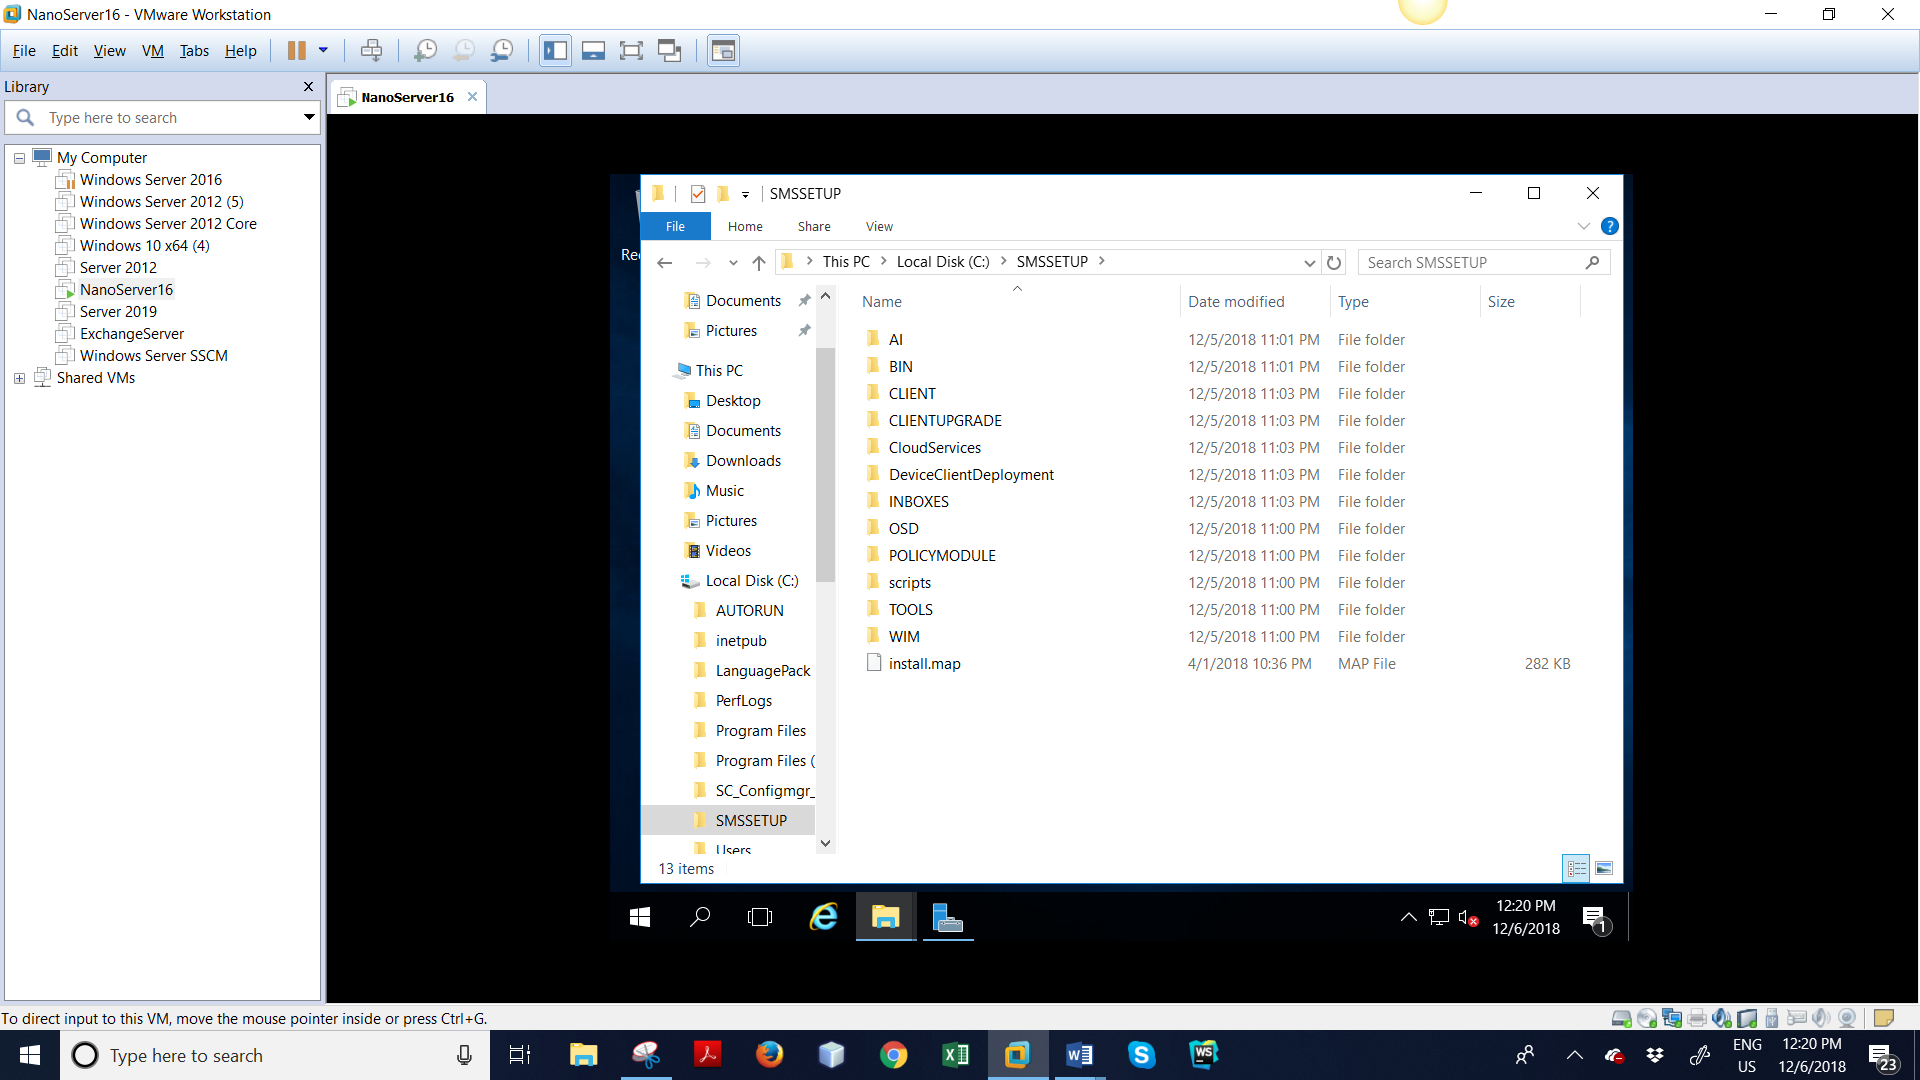 NanoServer16 - VMware Workstation
File Edit View VM Tabs Help
Library
Type here to search
My Computer
Windows Server 2016
Windows Server 2012 (5)
Windows Server 2012 Core
Windows 10 x64 (4)
Server 2012
NanoServer16
Server 2019
ExchangeServer
Windows Server SSCM
Shared VMs
NanoServer16
SMSSETUP
File Home Share View
This PC Local Disk (C:) SMSSETUP
Search SMSSETUP
Documents
Pictures
This PC
Desktop
Documents
Downloads
Music
Pictures
Videos
Local Disk (C:)
AUTORUN
inetpub
LanguagePack
PerfLogs
Program Files
Program Files (
SC_Configmgr_
SMSSETUP
Users
Name Date modified Type Size
AI 12/5/2018 11:01 PM File folder
BIN 12/5/2018 11:01 PM File folder
CLIENT 12/5/2018 11:03 PM File folder
CLIENTUPGRADE 12/5/2018 11:03 PM File folder
CloudServices 12/5/2018 11:03 PM File folder
DeviceClientDeployment 12/5/2018 11:03 PM File folder
INBOXES 12/5/2018 11:03 PM File folder
OSD 12/5/2018 11:00 PM File folder
POLICYMODULE 12/5/2018 11:00 PM File folder
scripts 12/5/2018 11:00 PM File folder
TOOLS 12/5/2018 11:00 PM File folder
WIM 12/5/2018 11:00 PM File folder
install.map 4/1/2018 10:36 PM MAP File 282 KB
13 items
Rec
12:20 PM
12/6/2018
1
To direct input to this VM, move the mouse pointer inside or press Ctrl+G.
Type here to search
WS
ENG
US
12:20 PM
12/6/2018
23